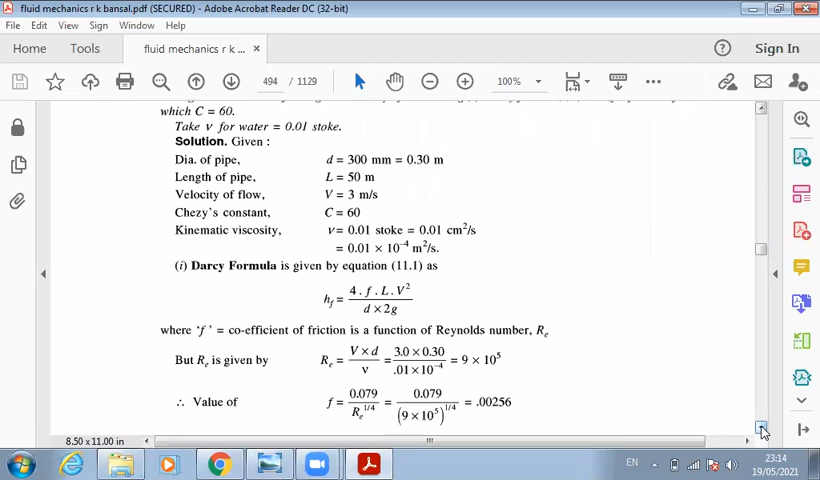 fluid mechanics r k bansal.pdf (SECURED) - Adobe Acrobat Reader DC (32-bit)
File Edit View Sign Window Help
Home Tools fluid mechanics r k ... × Sign In
494 / 1129 100%
which C = 60.
Take ν for water = 0.01 stoke.
Solution. Given :
Dia. of pipe, d = 300 mm = 0.30 m
Length of pipe, L = 50 m
Velocity of flow, V = 3 m/s
Chezy's constant, C = 60
Kinematic viscosity, ν = 0.01 stoke = 0.01 cm²/s
= 0.01 × 10⁻⁴ m²/s.
(i) Darcy Formula is given by equation (11.1) as
h_f = (4 . f . L . V²) / (d × 2g)
where 'f' = co-efficient of friction is a function of Reynolds number, R_e
But R_e is given by R_e = (V × d) / ν = (3.0 × 0.30) / (.01 × 10⁻⁴) = 9 × 10⁵
∴ Value of f = 0.079 / R_e^(1/4) = 0.079 / (9 × 10⁵)^(1/4) = .00256
8.50 x 11.00 in
EN 23:14
19/05/2021